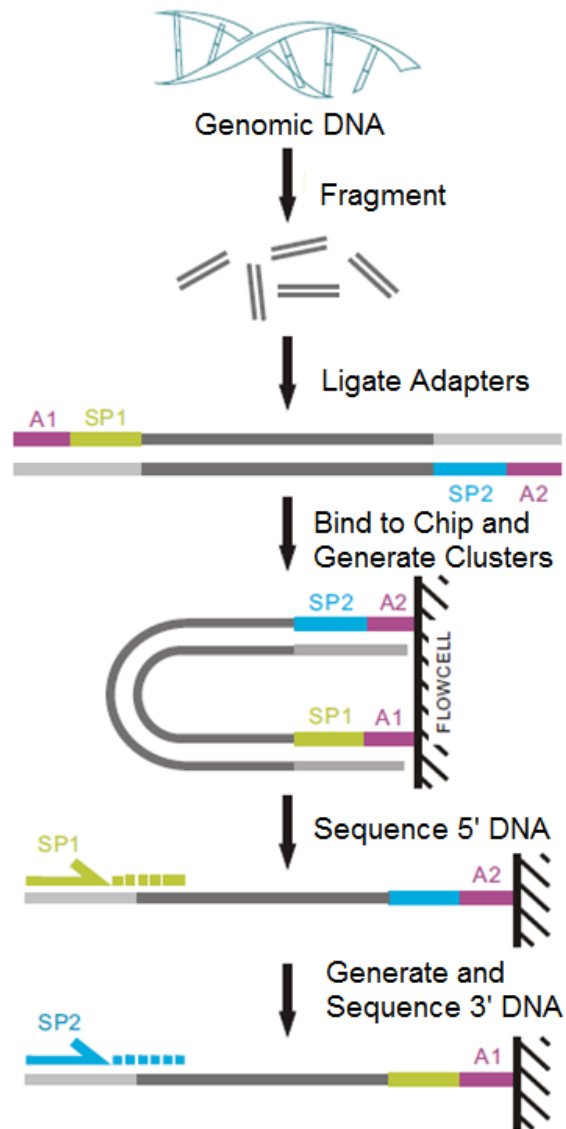 Genomic DNA
Fragment
Ligate Adapters
A1 SP1
SP2 A2
Bind to Chip and
Generate Clusters
SP2 A2
FLOWCELL
SP1 A1
Sequence 5' DNA
SP1
A2
Generate and
Sequence 3' DNA
SP2
A1